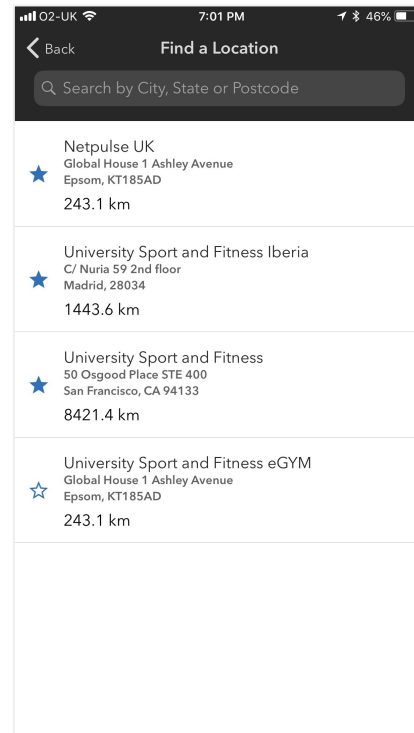 O2-UK 7:01 PM 46%
Back Find a Location
Search by City, State or Postcode
Netpulse UK
Global House 1 Ashley Avenue
Epsom, KT185AD
243.1 km
University Sport and Fitness Iberia
C/ Nuria 59 2nd floor
Madrid, 28034
1443.6 km
University Sport and Fitness
50 Osgood Place STE 400
San Francisco, CA 94133
8421.4 km
University Sport and Fitness eGYM
Global House 1 Ashley Avenue
Epsom, KT185AD
243.1 km